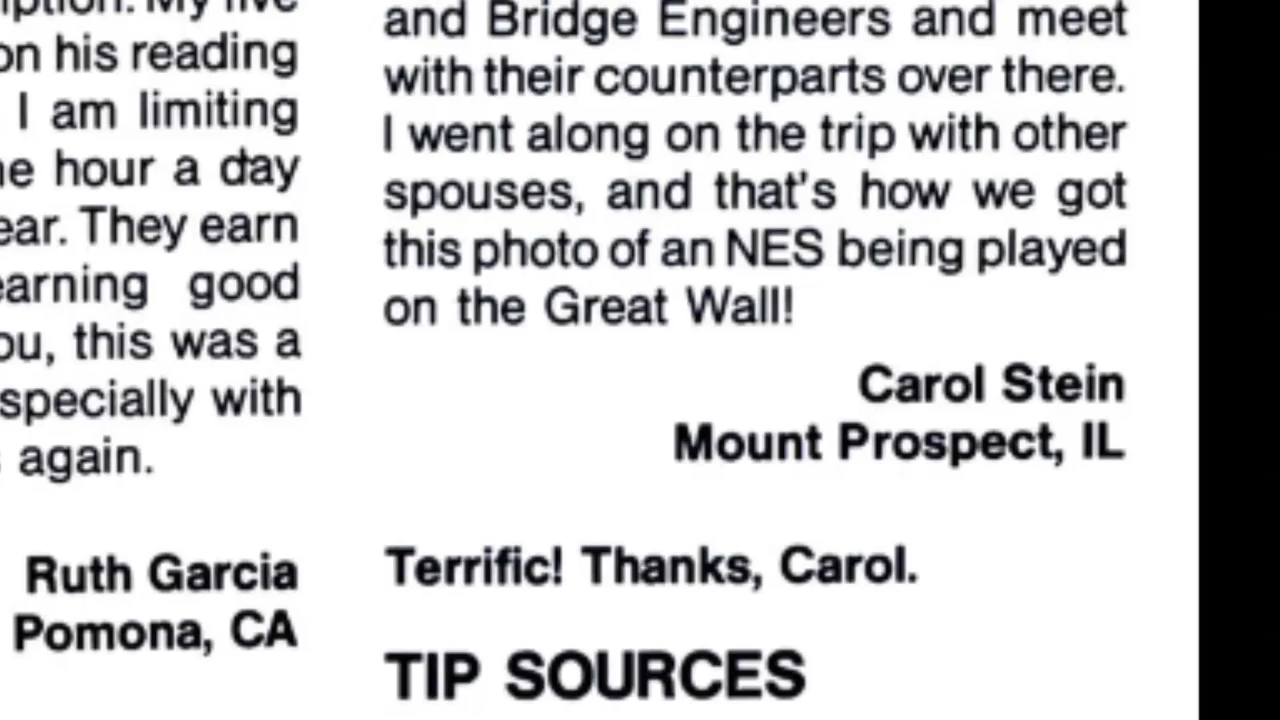 My five
on his reading
I am limiting
hour a day
They earn
earning good
this was a
specially with
again.
Ruth Garcia
Pomona, CA
and Bridge Engineers and meet
with their counterparts over there.
I went along on the trip with other
spouses, and that's how we got
this photo of an NES being played
on the Great Wall!
Carol Stein
Mount Prospect, IL
Terrific! Thanks, Carol.
TIP SOURCES